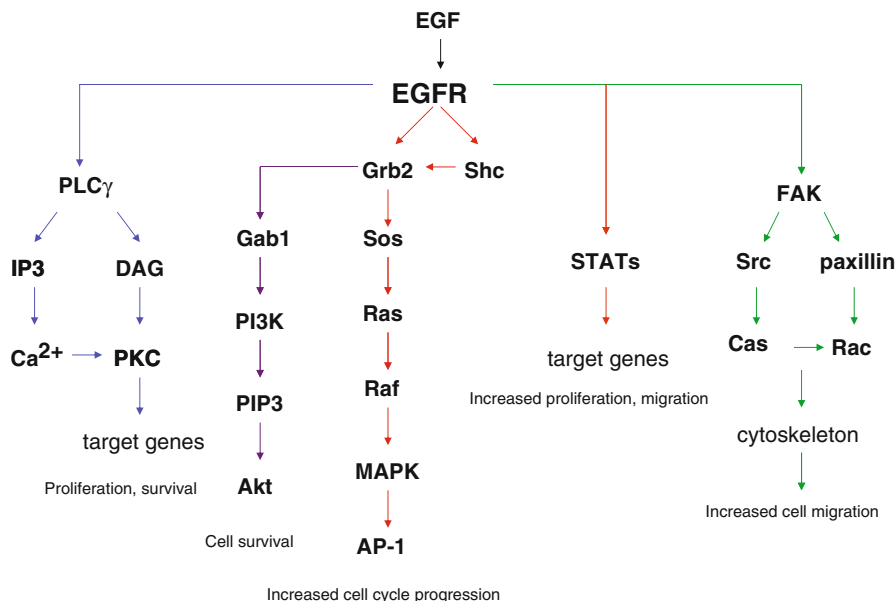 EGF
EGFR
Grb2
Shc
PLCγ
FAK
Gab1
Sos
IP3
DAG
STATs
Src
paxillin
PI3K
Ras
Ca2+
PKC
target genes
Cas
Rac
PIP3
Raf
Increased proliferation, migration
target genes
cytoskeleton
MAPK
Proliferation, survival
Akt
Increased cell migration
Cell survival
AP-1
Increased cell cycle progression